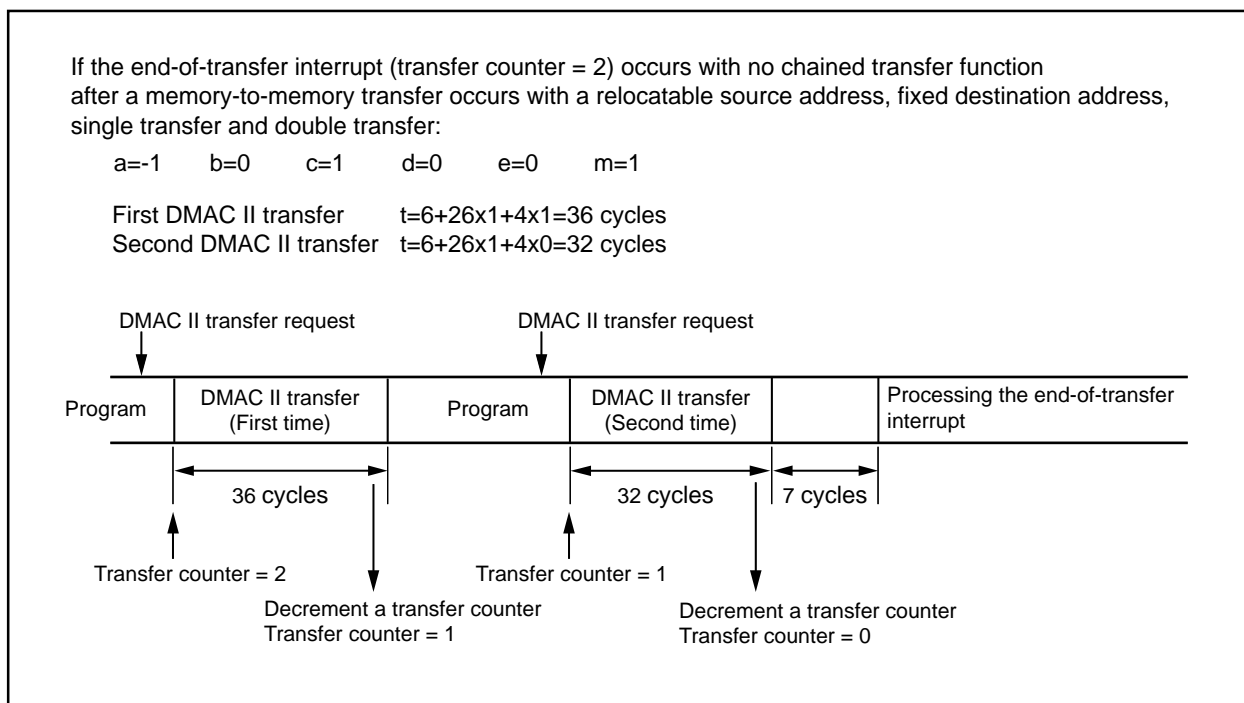 If the end-of-transfer interrupt (transfer counter = 2) occurs with no chained transfer function
after a memory-to-memory transfer occurs with a relocatable source address, fixed destination address,
single transfer and double transfer:
a=-1 b=0 c=1 d=0 e=0 m=1
First DMAC II transfer t=6+26x1+4x1=36 cycles
Second DMAC II transfer t=6+26x1+4x0=32 cycles
DMAC II transfer request
DMAC II transfer request
Program
DMAC II transfer
(First time)
Program
DMAC II transfer
(Second time)
Processing the end-of-transfer
interrupt
36 cycles
32 cycles
7 cycles
Transfer counter = 2
Transfer counter = 1
Decrement a transfer counter
Transfer counter = 1
Decrement a transfer counter
Transfer counter = 0